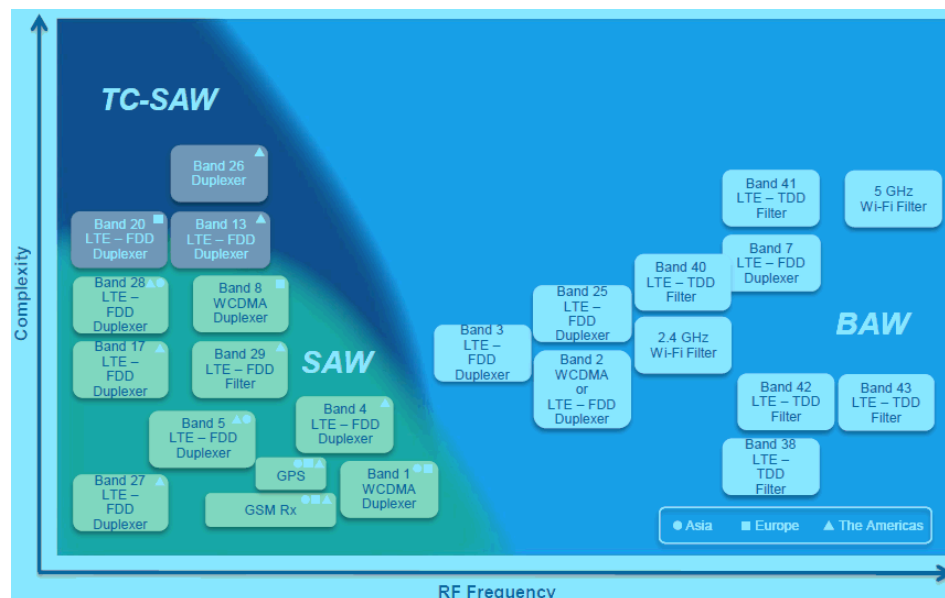 Complexity
TC-SAW
Band 26
Duplexer
Band 20
LTE – FDD
Duplexer
Band 13
LTE – FDD
Duplexer
Band 28
LTE –
FDD
Duplexer
Band 8
WCDMA
Duplexer
Band 17
LTE –
FDD
Duplexer
Band 29
LTE – FDD
Filter
SAW
Band 5
LTE – FDD
Duplexer
Band 4
LTE – FDD
Duplexer
GPS
Band 1
WCDMA
Duplexer
Band 27
LTE –
FDD
Duplexer
GSM Rx
Band 41
LTE – TDD
Filter
5 GHz
Wi-Fi Filter
Band 7
LTE – FDD
Duplexer
Band 40
LTE – TDD
Filter
Band 25
LTE –
FDD
Duplexer
Band 3
LTE –
FDD
Duplexer
2.4 GHz
Wi-Fi Filter
BAW
Band 2
WCDMA
or
LTE – FDD
Duplexer
Band 42
LTE – TDD
Filter
Band 43
LTE – TDD
Filter
Band 38
LTE –
TDD
Filter
Asia Europe The Americas
RF Frequency